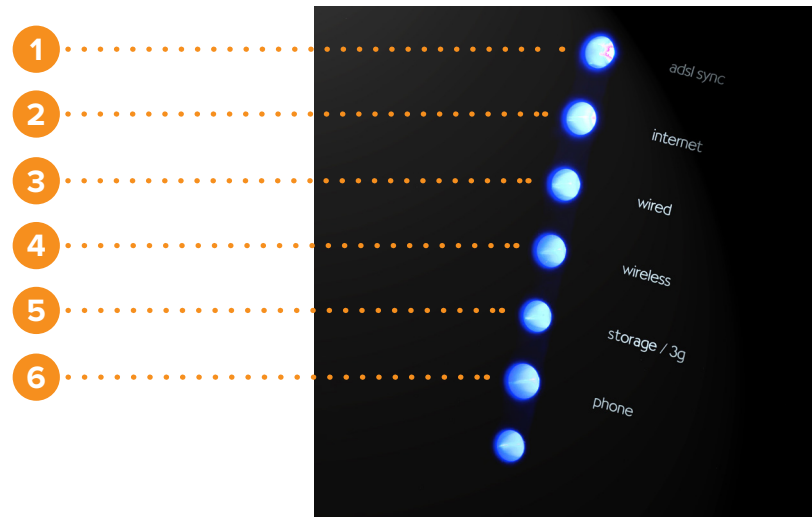 1
adsl sync
2
internet
3
wired
4
wireless
5
storage / 3g
6
phone